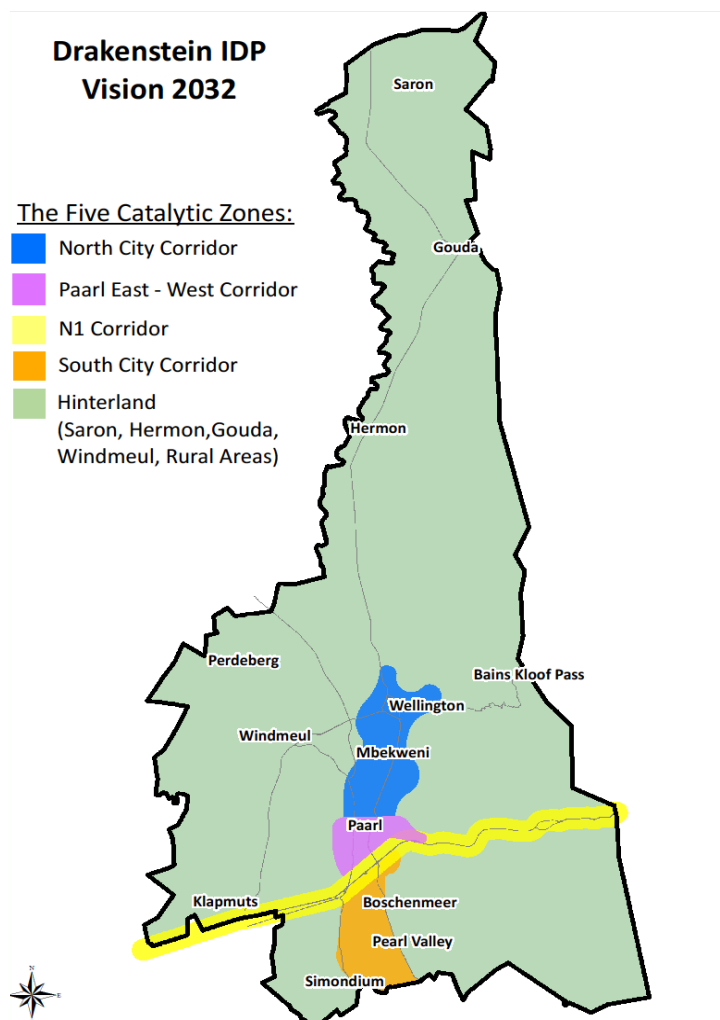 Drakenstein IDP
Vision 2032
The Five Catalytic Zones:
North City Corridor
Paarl East - West Corridor
N1 Corridor
South City Corridor
Hinterland
(Saron, Hermon,Gouda,
Windmeul, Rural Areas)
Saron
Gouda
Hermon
Perdeberg
Bains Kloof Pass
Wellington
Windmeul
Mbekweni
Paarl
Klapmuts
Boschenmeer
Pearl Valley
Simondium
N
E